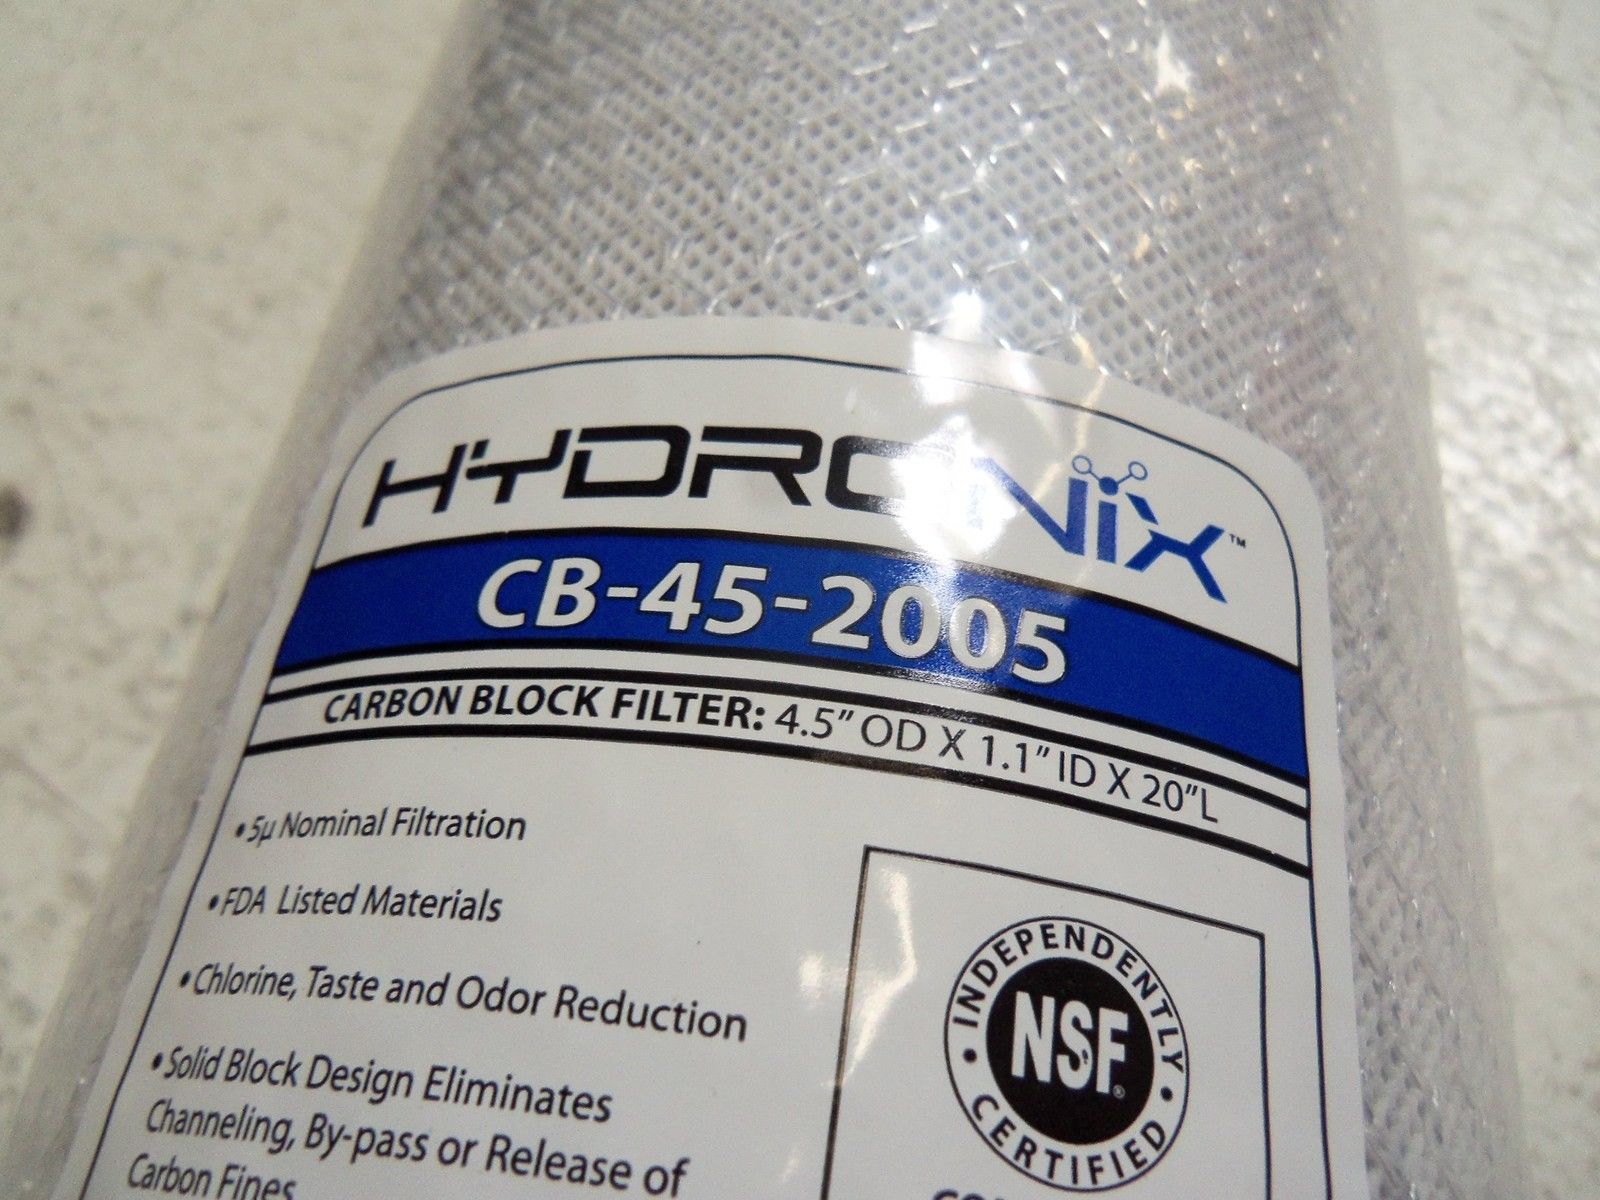 HYDRONIX™
CB-45-2005
CARBON BLOCK FILTER: 4.5" OD X 1.1" ID X 20"L
•5µ Nominal Filtration
•FDA Listed Materials
•Chlorine, Taste and Odor Reduction
•Solid Block Design Eliminates
Channeling, By-pass or Release of
Carbon Fines
•INDEPENDENTLY•
NSF®
CERTIFIED